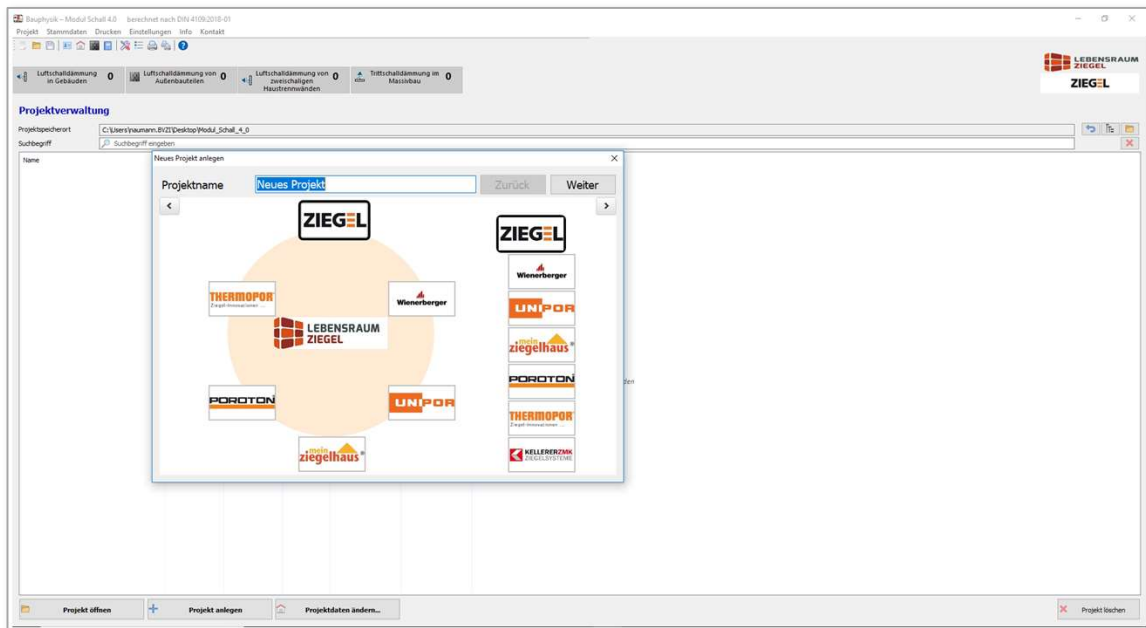 Bauphysik – Modul Schall 4.0 berechnet nach DIN 4109:2018-01
Projekt Stammdaten Drucken Einstellungen Info Kontakt
Luftschalldämmung in Gebäuden 0
Luftschalldämmung von Außenbauteilen 0
Luftschalldämmung von zweischaligen Haustrennwänden 0
Trittschalldämmung im Massivbau 0
LEBENSRAUM
ZIEGEL
ZIEGEL
Projektverwaltung
Projektspeicherort C:\Users\naumann.BVZI\Desktop\Modul_Schall_4_0
Suchbegriff Suchbegriff eingeben
Name
Neues Projekt anlegen
Projektname Neues Projekt Zurück Weiter
ZIEGEL
THERMOPOR
Wienerberger
LEBENSRAUM
ZIEGEL
POROTON
UNIPOR
mein
ziegelhaus
ZIEGEL
Wienerberger
UNIPOR
mein
ziegelhaus
POROTON
THERMOPOR
KELLERERZMK
ZIEGELSYSTEME
den
Projekt öffnen Projekt anlegen Projektdaten ändern... Projekt löschen